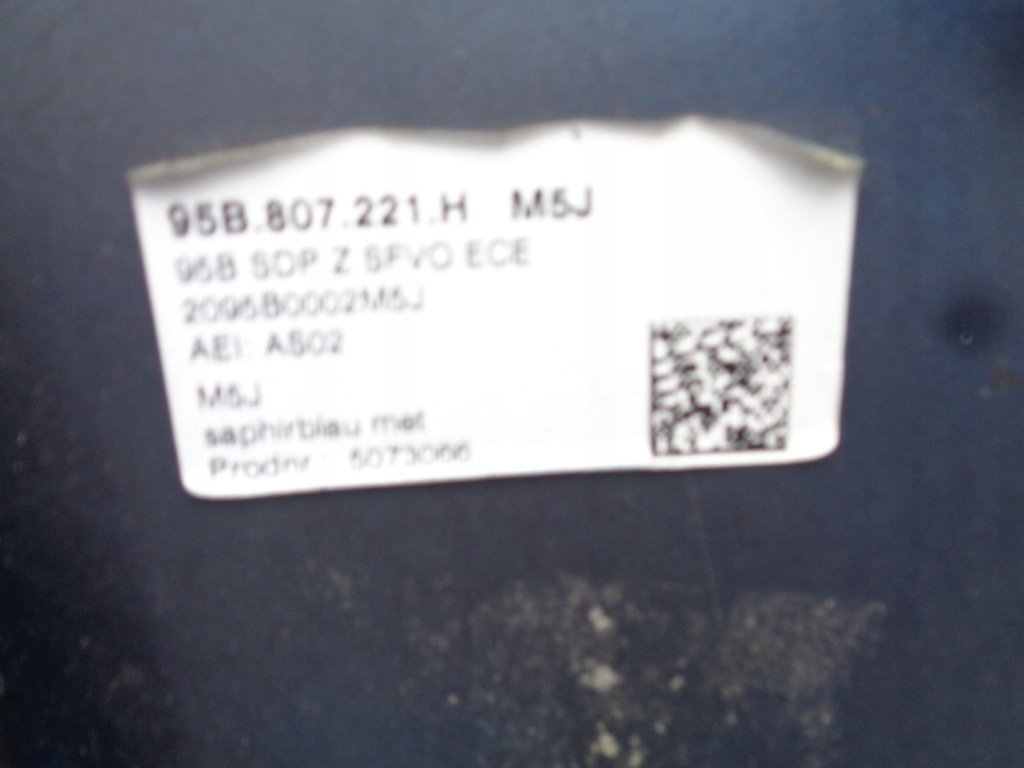 95B.807.221.H M5J
95B SDP Z SFVO ECE
2095B0002M5J
AEI: AS02
M5J
saphirblau met
Prodnr.: 5073066